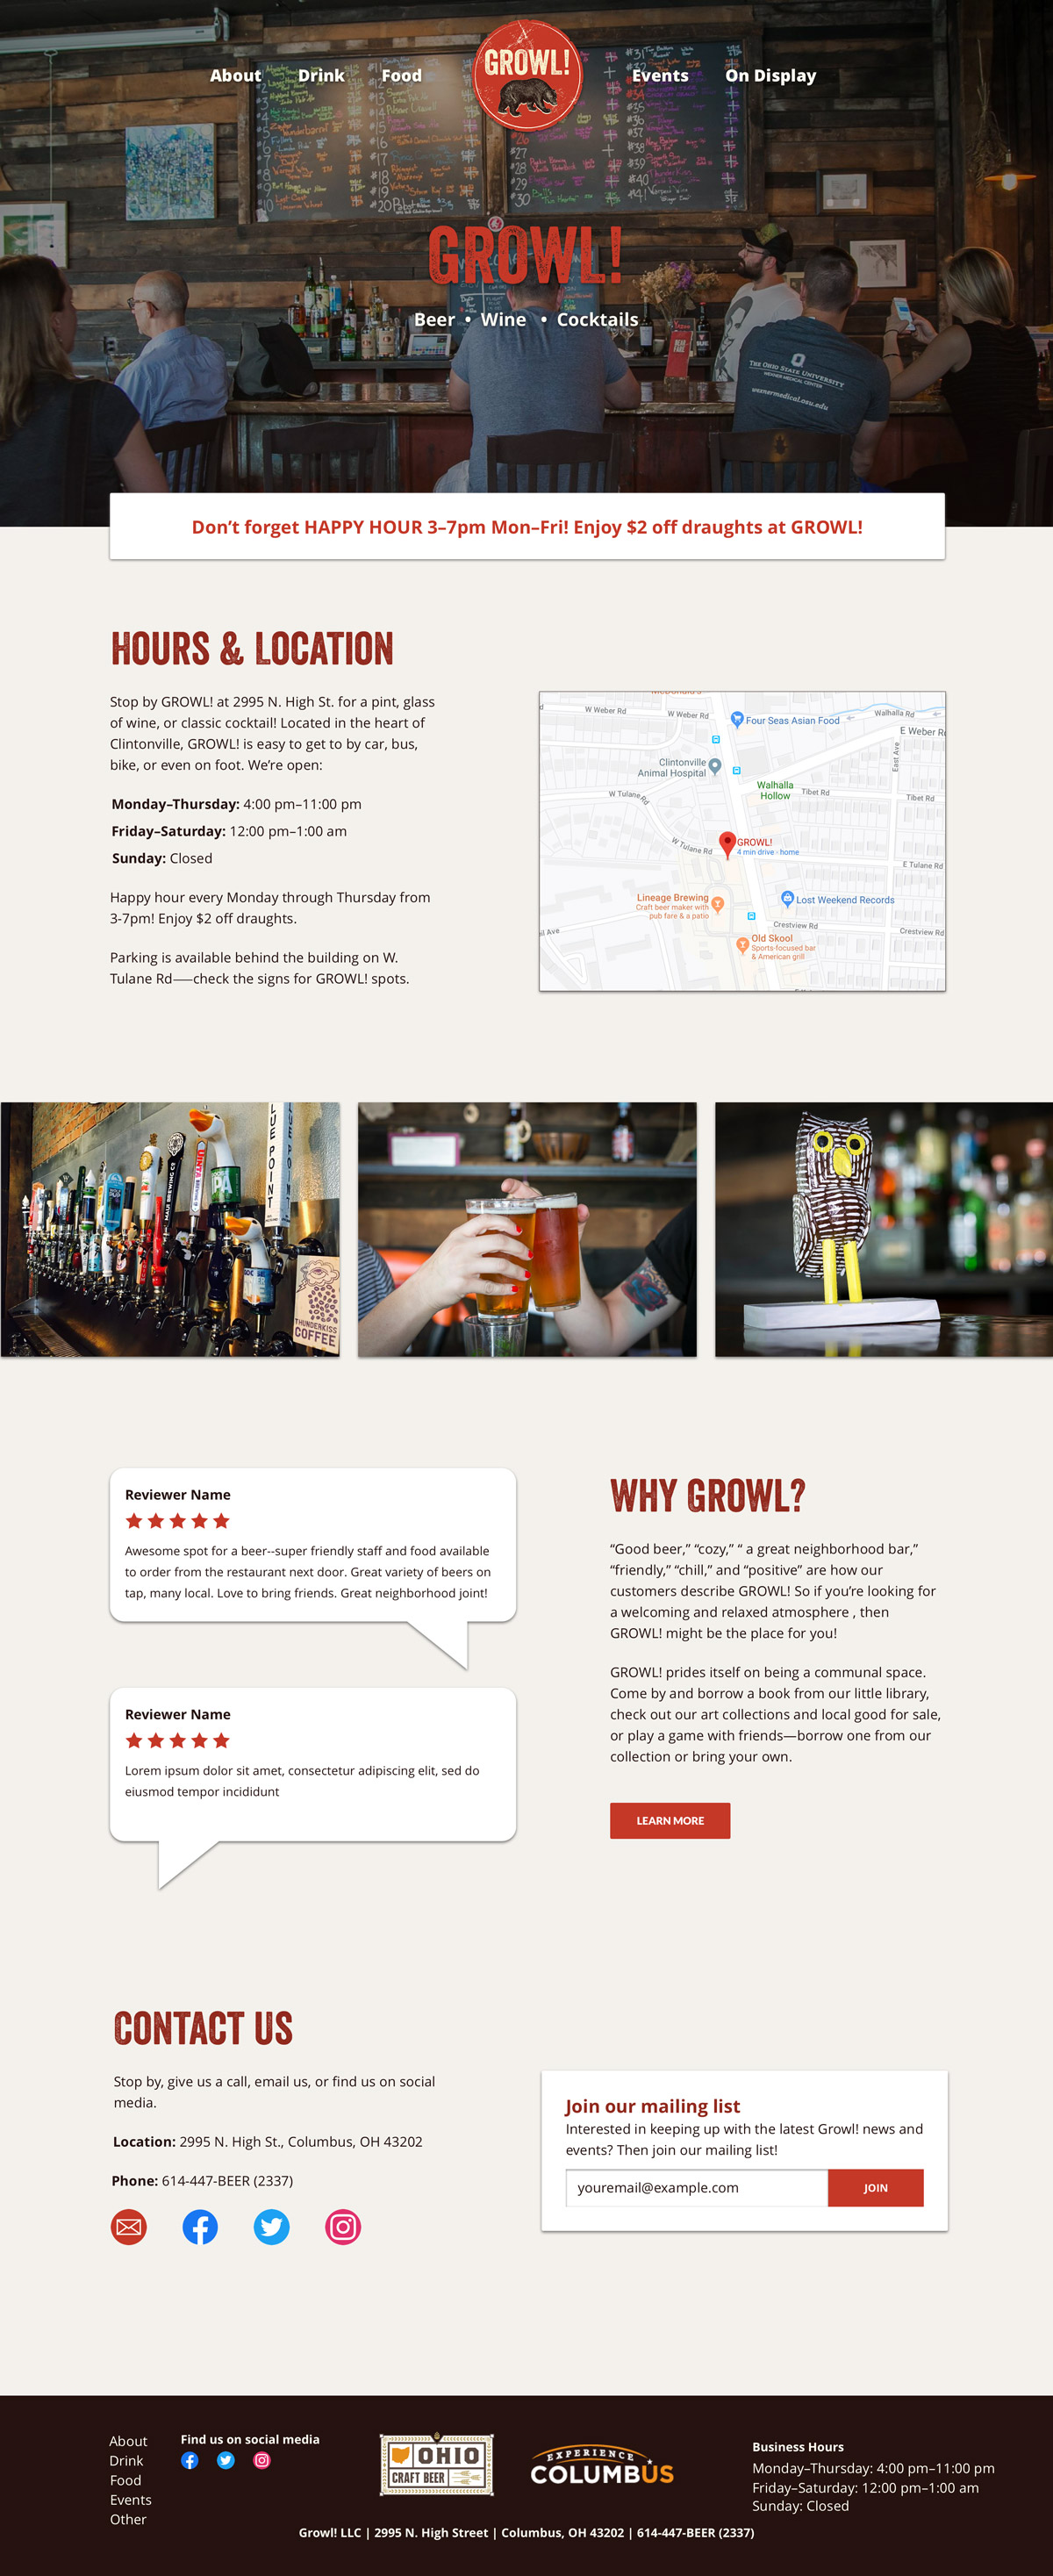 About Drink Food GROWL! Events On Display
GROWL!
Beer • Wine • Cocktails
THE OHIO STATE UNIVERSITY
WEXNER MEDICAL CENTER
wexnermedical.osu.edu
Don’t forget HAPPY HOUR 3–7pm Mon–Fri! Enjoy $2 off draughts at GROWL!
HOURS & LOCATION
Stop by GROWL! at 2995 N. High St. for a pint, glass
of wine, or classic cocktail! Located in the heart of
Clintonville, GROWL! is easy to get to by car, bus,
bike, or even on foot. We’re open:
Monday–Thursday: 4:00 pm–11:00 pm
Friday–Saturday: 12:00 pm–1:00 am
Sunday: Closed
Happy hour every Monday through Thursday from
3-7pm! Enjoy $2 off draughts.
Parking is available behind the building on W.
Tulane Rd——check the signs for GROWL! spots.
McDonald's
W Weber Rd
W Weber Rd
Four Seas Asian Food
Walhalla Rd
E Weber R
East Ave
Clintonville
Animal Hospital
Walhalla
Hollow
W Tulane Rd
Tibet Rd
Tibet Rd
W Tulane Rd
GROWL!
4 min drive - home
E Tulane Rd
Lineage Brewing
Craft beer maker with
pub fare & a patio
Lost Weekend Records
Crestview Rd
Crestview Rd
il Ave
Old Skool
Sports-focused bar
& American grill
BLUE POINT
UINTA
PA
THUNDERKISS
COFFEE
Reviewer Name
Awesome spot for a beer--super friendly staff and food available
to order from the restaurant next door. Great variety of beers on
tap, many local. Love to bring friends. Great neighborhood joint!
Reviewer Name
Lorem ipsum dolor sit amet, consectetur adipiscing elit, sed do
eiusmod tempor incididunt
WHY GROWL?
“Good beer,” “cozy,” “ a great neighborhood bar,”
“friendly,” “chill,” and “positive” are how our
customers describe GROWL! So if you’re looking for
a welcoming and relaxed atmosphere , then
GROWL! might be the place for you!
GROWL! prides itself on being a communal space.
Come by and borrow a book from our little library,
check out our art collections and local good for sale,
or play a game with friends—borrow one from our
collection or bring your own.
LEARN MORE
CONTACT US
Stop by, give us a call, email us, or find us on social
media.
Location: 2995 N. High St., Columbus, OH 43202
Phone: 614-447-BEER (2337)
Join our mailing list
Interested in keeping up with the latest Growl! news and
events? Then join our mailing list!
youremail@example.com
JOIN
About
Drink
Food
Events
Other
Find us on social media
OHIO
CRAFT BEER
EXPERIENCE
COLUMBUS
Business Hours
Monday–Thursday: 4:00 pm–11:00 pm
Friday–Saturday: 12:00 pm–1:00 am
Sunday: Closed
Growl! LLC | 2995 N. High Street | Columbus, OH 43202 | 614-447-BEER (2337)